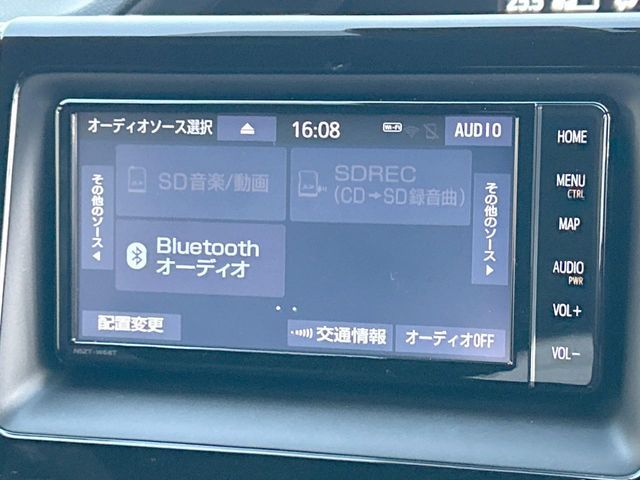 オーディオソース選択
16:08
Wi-Fi
AUDIO
その他のソース
SD音楽/動画
SDREC
(CD→SD録音曲)
その他のソース
Bluetooth
オーディオ
配置変更
交通情報
オーディオOFF
NSZT-W68T
HOME
MENU
CTRL
MAP
AUDIO
PWR
VOL+
VOL-